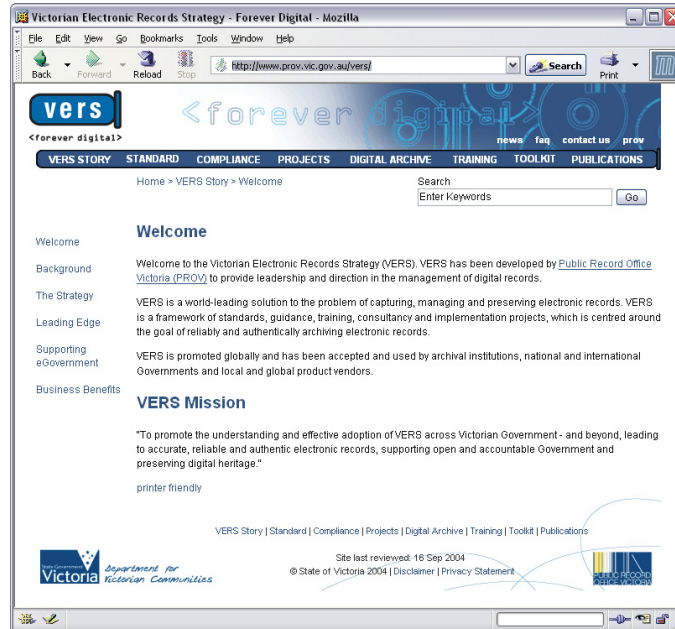 Victorian Electronic Records Strategy - Forever Digital - Mozilla
File Edit View Go Bookmarks Tools Window Help
Back Forward Reload Stop http://www.prov.vic.gov.au/vers/ Search Print
vers
<forever digital>
<forever digital>
news faq contact us prov
VERS STORY STANDARD COMPLIANCE PROJECTS DIGITAL ARCHIVE TRAINING TOOLKIT PUBLICATIONS
Home > VERS Story > Welcome
Search
Enter Keywords Go
Welcome
Background
The Strategy
Leading Edge
Supporting
eGovernment
Business Benefits
Welcome
Welcome to the Victorian Electronic Records Strategy (VERS). VERS has been developed by Public Record Office
Victoria (PROV) to provide leadership and direction in the management of digital records.
VERS is a world-leading solution to the problem of capturing, managing and preserving electronic records. VERS
is a framework of standards, guidance, training, consultancy and implementation projects, which is centred around
the goal of reliably and authentically archiving electronic records.
VERS is promoted globally and has been accepted and used by archival institutions, national and international
Governments and local and global product vendors.
VERS Mission
"To promote the understanding and effective adoption of VERS across Victorian Government - and beyond, leading
to accurate, reliable and authentic electronic records, supporting open and accountable Government and
preserving digital heritage."
printer friendly
VERS Story | Standard | Compliance | Projects | Digital Archive | Training | Toolkit | Publications
State Government
Victoria
Department for
Victorian Communities
Site last reviewed: 16 Sep 2004
© State of Victoria 2004 | Disclaimer | Privacy Statement
PUBLIC RECORD
OFFICE VICTORIA